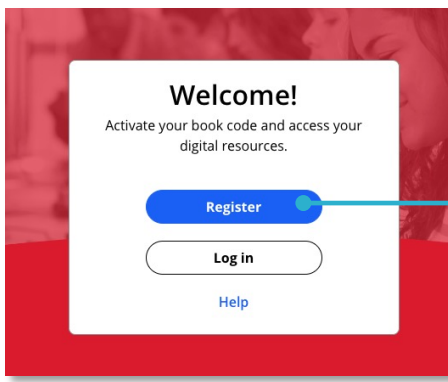 Welcome!
Activate your book code and access your
digital resources.
Register
Log in
Help